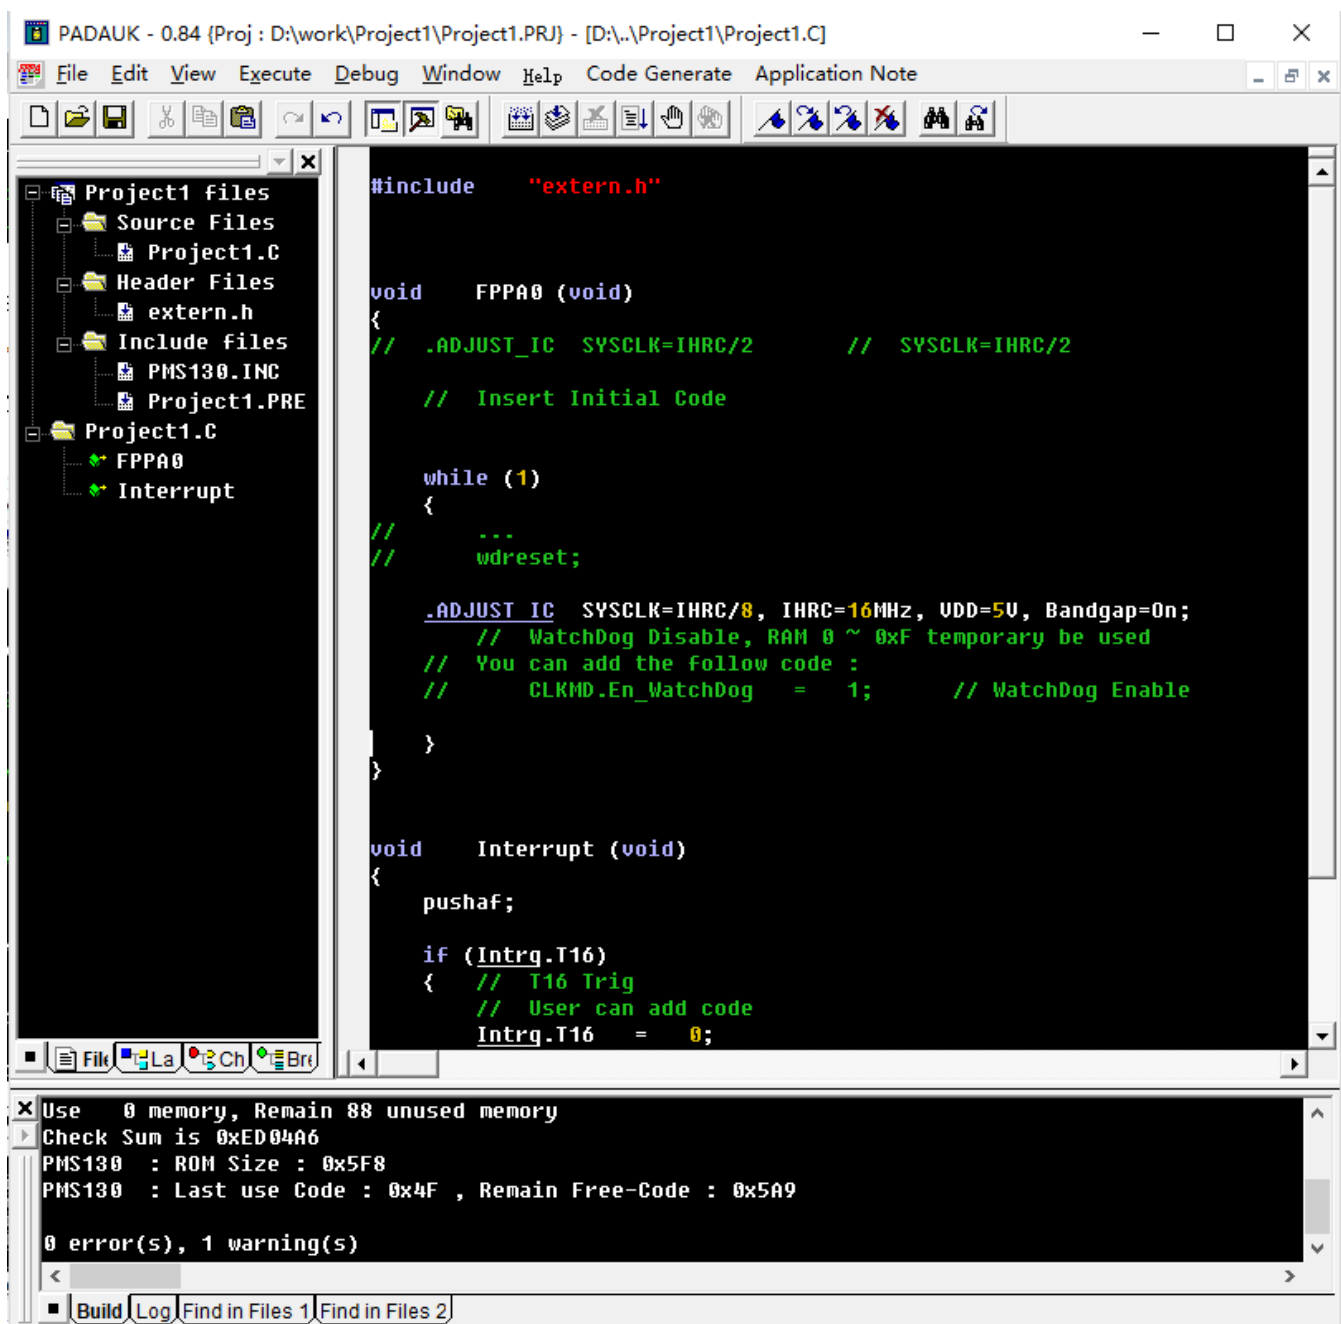 PADAUK - 0.84 {Proj : D:\work\Project1\Project1.PRJ} - [D:\..\Project1\Project1.C]
File Edit View Execute Debug Window Help Code Generate Application Note
Project1 files
Source Files
Project1.C
Header Files
extern.h
Include files
PMS130.INC
Project1.PRE
Project1.C
FPPA0
Interrupt
File La Ch Bre
#include "extern.h"
void FPPA0 (void)
{
// .ADJUST_IC SYSCLK=IHRC/2 // SYSCLK=IHRC/2
// Insert Initial Code
while (1)
{
// ...
// wdreset;
.ADJUST_IC SYSCLK=IHRC/8, IHRC=16MHz, VDD=5V, Bandgap=On;
// WatchDog Disable, RAM 0 ~ 0xF temporary be used
// You can add the follow code :
// CLKMD.En_WatchDog = 1; // WatchDog Enable
}
}
void Interrupt (void)
{
pushaf;
if (Intrq.T16)
{ // T16 Trig
// User can add code
Intrq.T16 = 0;
Use 0 memory, Remain 88 unused memory
Check Sum is 0xED04A6
PMS130 : ROM Size : 0x5F8
PMS130 : Last use Code : 0x4F , Remain Free-Code : 0x5A9
0 error(s), 1 warning(s)
Build Log Find in Files 1 Find in Files 2